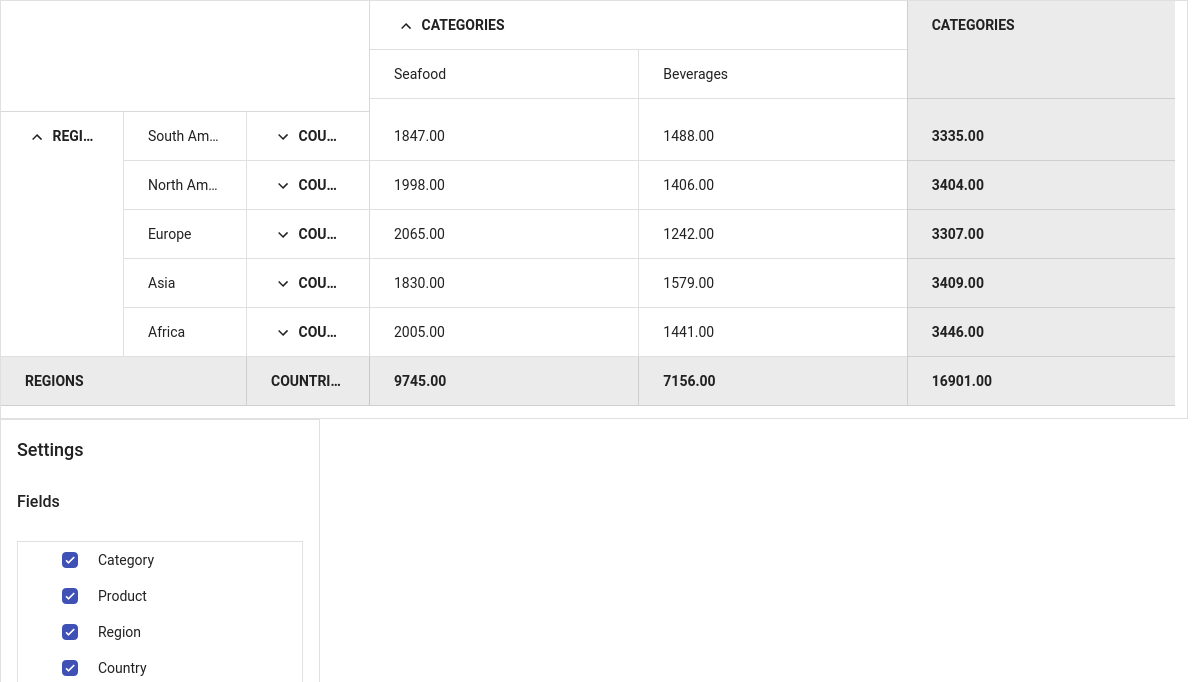 CATEGORIES CATEGORIES
Seafood Beverages
REGI... South Am... COU... 1847.00 1488.00 3335.00
North Am... COU... 1998.00 1406.00 3404.00
Europe COU... 2065.00 1242.00 3307.00
Asia COU... 1830.00 1579.00 3409.00
Africa COU... 2005.00 1441.00 3446.00
REGIONS COUNTRI... 9745.00 7156.00 16901.00
Settings
Fields
Category
Product
Region
Country